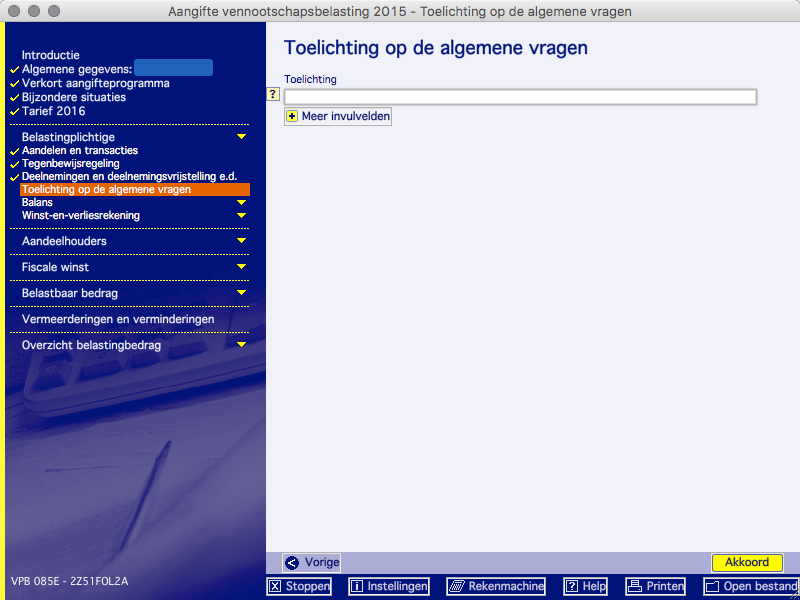 Aangifte vennootschapsbelasting 2015 - Toelichting op de algemene vragen
Introductie
Algemene gegevens:
Verkort aangifteprogramma
Bijzondere situaties
Tarief 2016
Belastingplichtige
Aandelen en transacties
Tegenbewijsregeling
Deelnemingen en deelnemingsvrijstelling e.d.
Toelichting op de algemene vragen
Balans
Winst-en-verliesrekening
Aandeelhouders
Fiscale winst
Belastbaar bedrag
Vermeerderingen en verminderingen
Overzicht belastingbedrag
VPB 085E - 2Z51FOL2A
Toelichting op de algemene vragen
Toelichting
?
Meer invulvelden
Vorige
Akkoord
Stoppen
Instellingen
Rekenmachine
Help
Printen
Open bestand